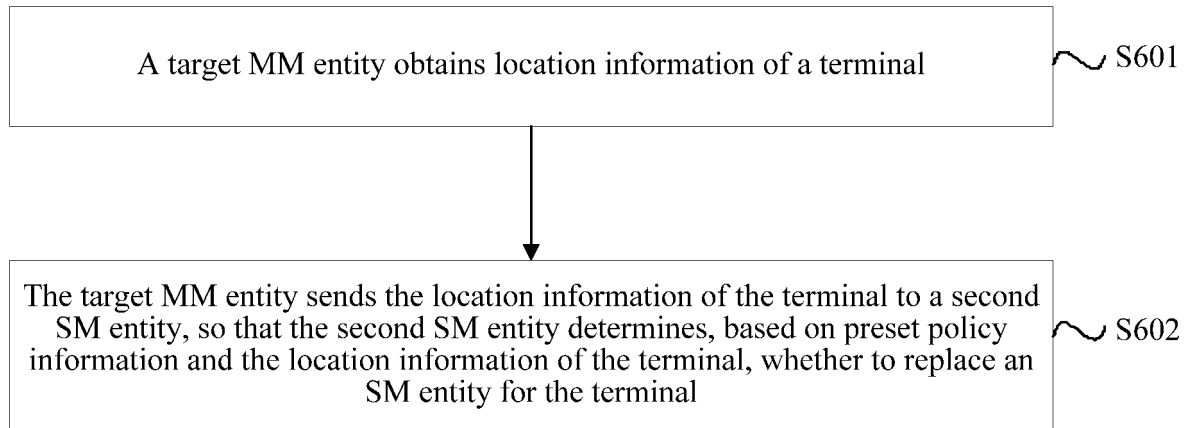 A target MM entity obtains location information of a terminal
S601
The target MM entity sends the location information of the terminal to a second
SM entity, so that the second SM entity determines, based on preset policy
information and the location information of the terminal, whether to replace an
SM entity for the terminal
S602